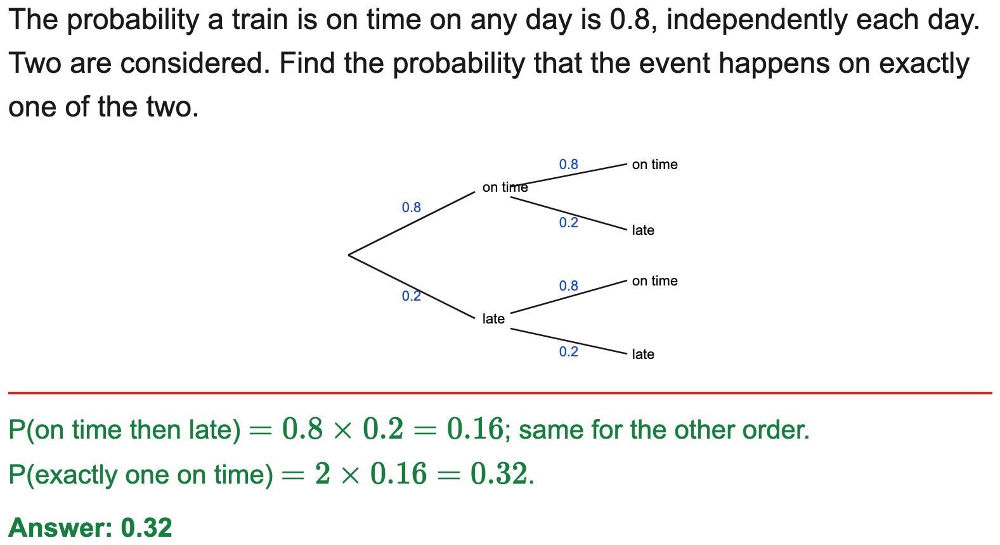 The probability a train is on time on any day is 0.8, independently each day.
Two are considered. Find the probability that the event happens on exactly
one of the two.
0.8 on time
on time
0.8
0.2 late
0.8 on time
0.2
late
0.2 late
P(on time then late) = 0.8 × 0.2 = 0.16; same for the other order.
P(exactly one on time) = 2 × 0.16 = 0.32.
Answer: 0.32